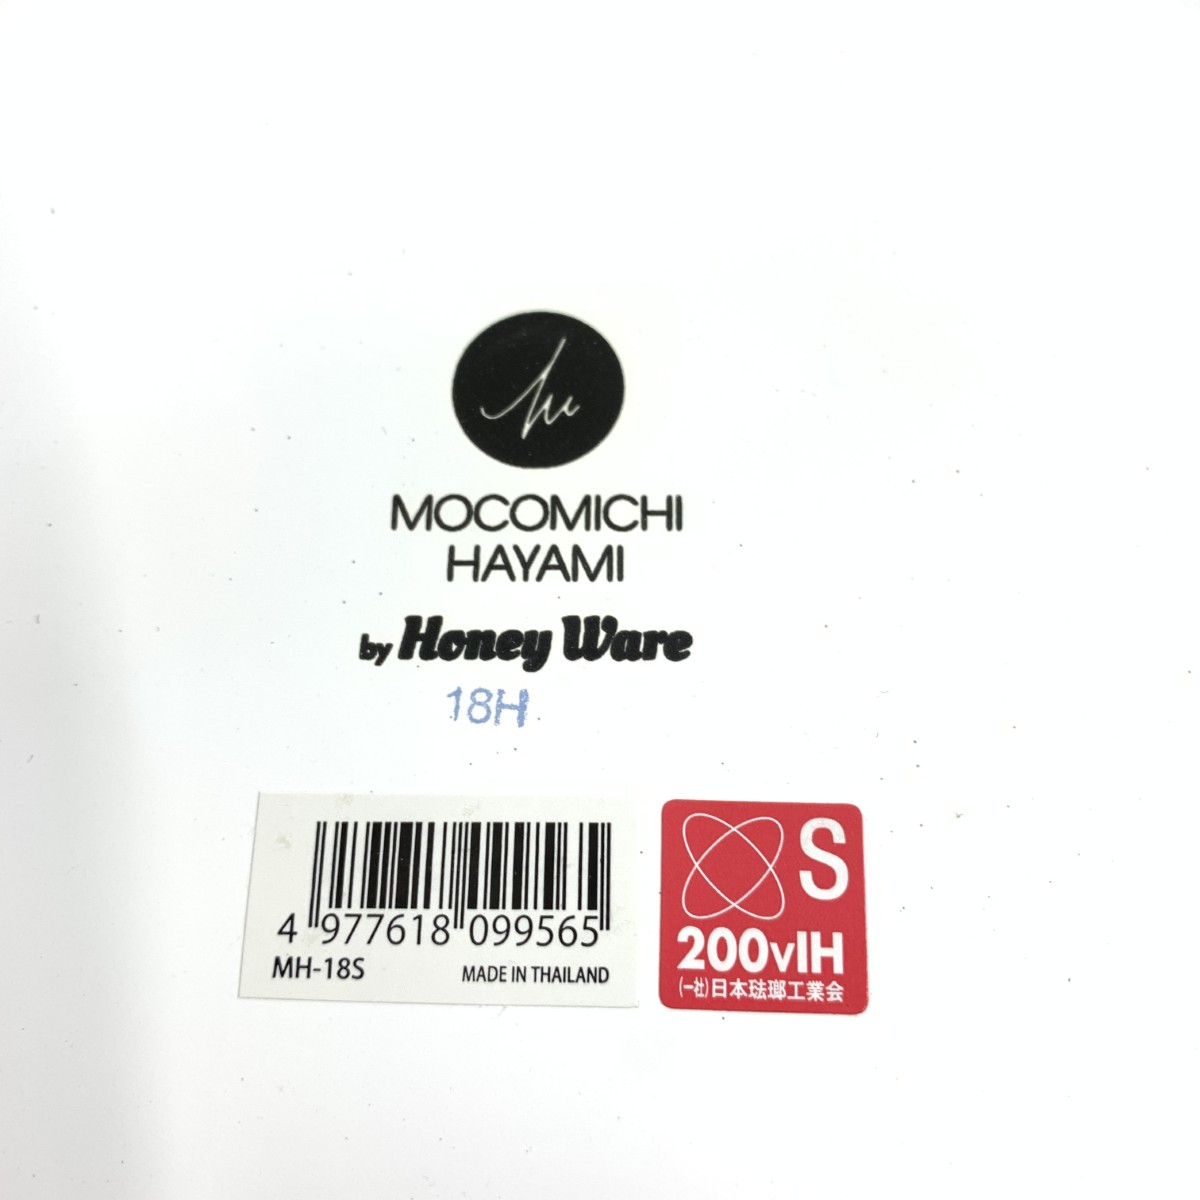 MOCOMICHI
HAYAMI
by Honey Ware
18H
4 977618 099565
MH-18S MADE IN THAILAND
S
200VIH
(一社)日本琺瑯工業会